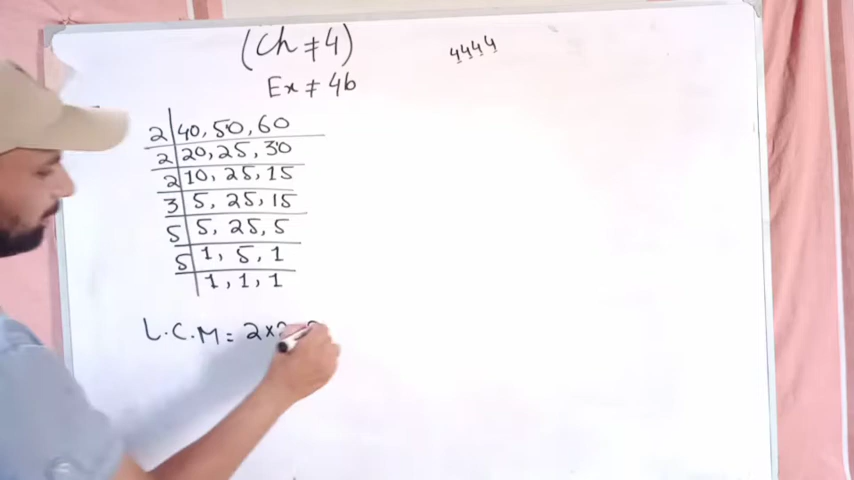 (Ch ≠ 4)
4444
Ex ≠ 4b
2 | 40, 50, 60
2 | 20, 25, 30
2 | 10, 25, 15
3 | 5, 25, 15
5 | 5, 25, 5
5 | 1, 5, 1
1, 1, 1
L.C.M = 2×2